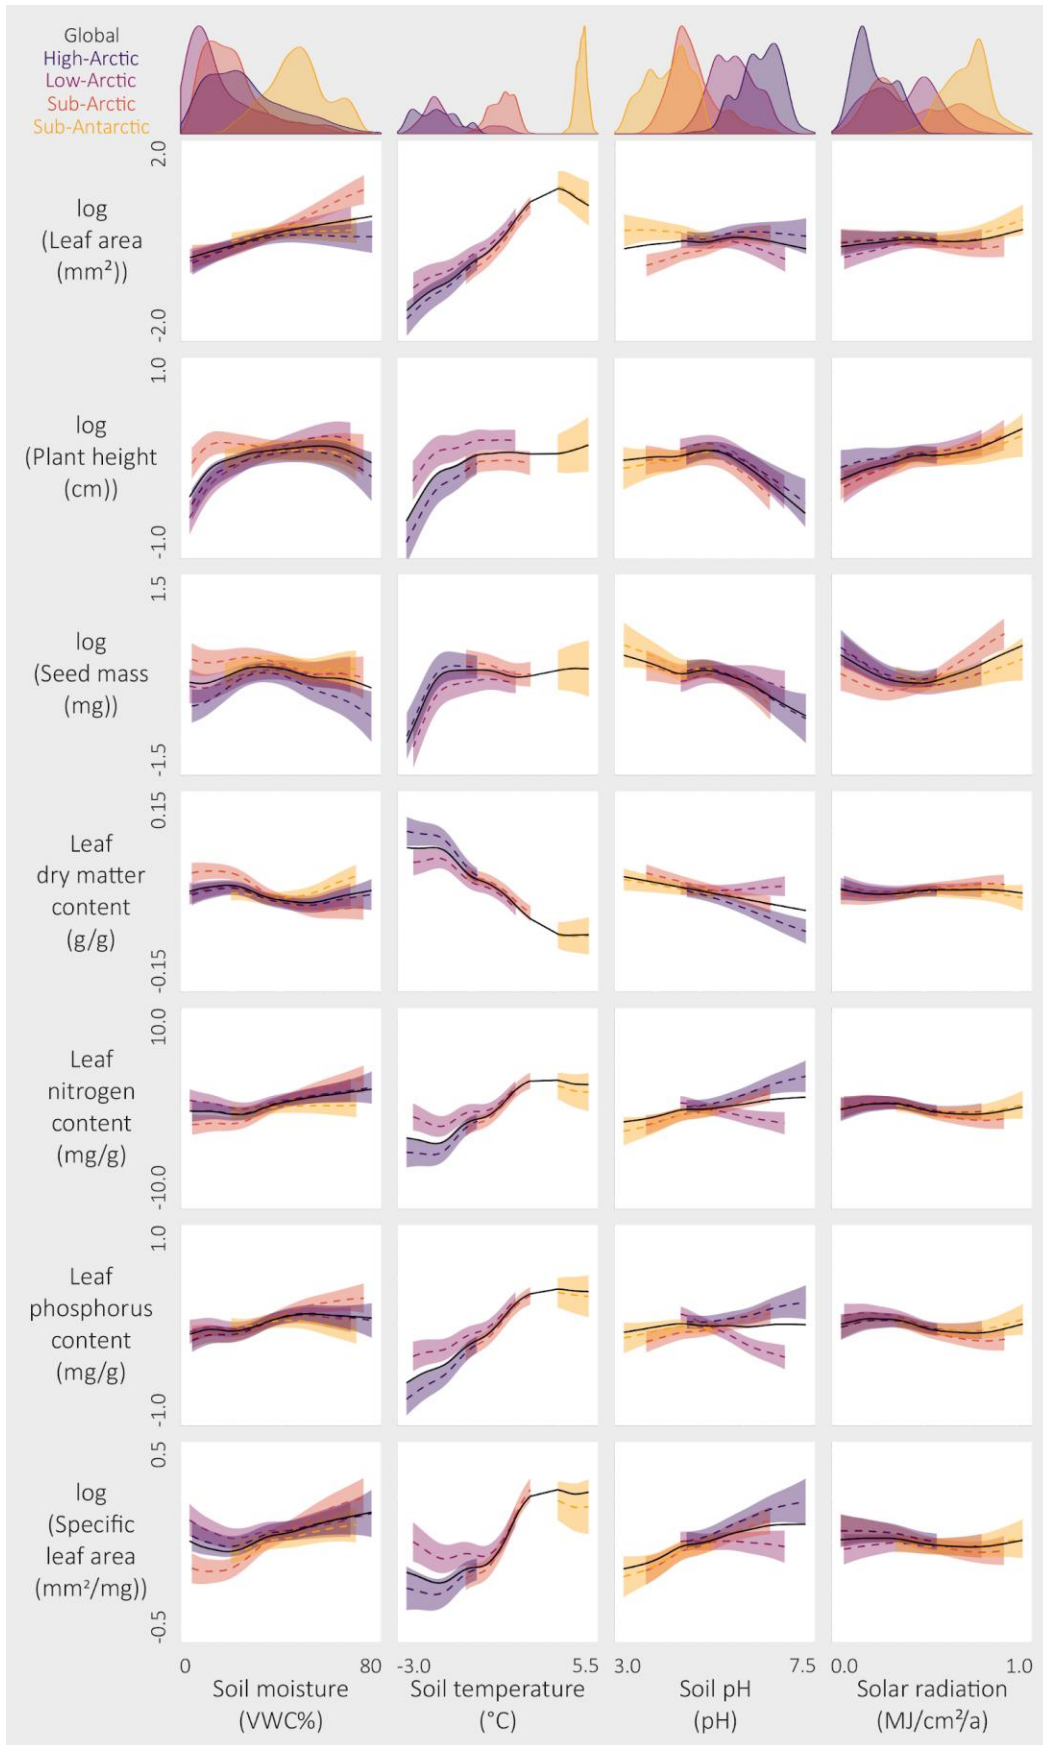 Global
High-Arctic
Low-Arctic
Sub-Arctic
Sub-Antarctic
2.0
log
(Leaf area
(mm²))
-2.0
1.0
log
(Plant height
(cm))
-1.0
1.5
log
(Seed mass
(mg))
-1.5
0.15
Leaf
dry matter
content
(g/g)
-0.15
10.0
Leaf
nitrogen
content
(mg/g)
-10.0
1.0
Leaf
phosphorus
content
(mg/g)
-1.0
0.5
log
(Specific
leaf area
(mm²/mg))
-0.5
0 80 -3.0 5.5 3.0 7.5 0.0 1.0
Soil moisture Soil temperature Soil pH Solar radiation
(VWC%) (°C) (pH) (MJ/cm²/a)